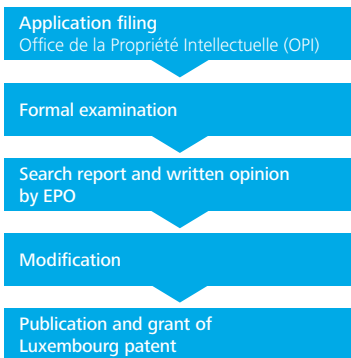 Application filing
Office de la Propriété Intellectuelle (OPI)
Formal examination
Search report and written opinion
by EPO
Modification
Publication and grant of
Luxembourg patent